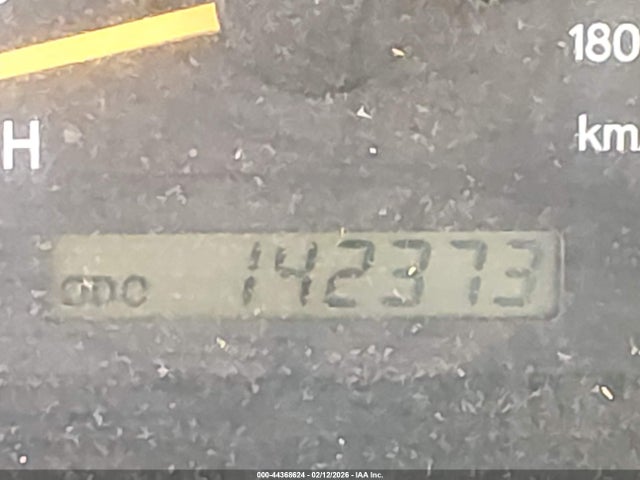 180
km/
H
ODO 142373
000-44368624 - 02/12/2026 - IAA Inc.